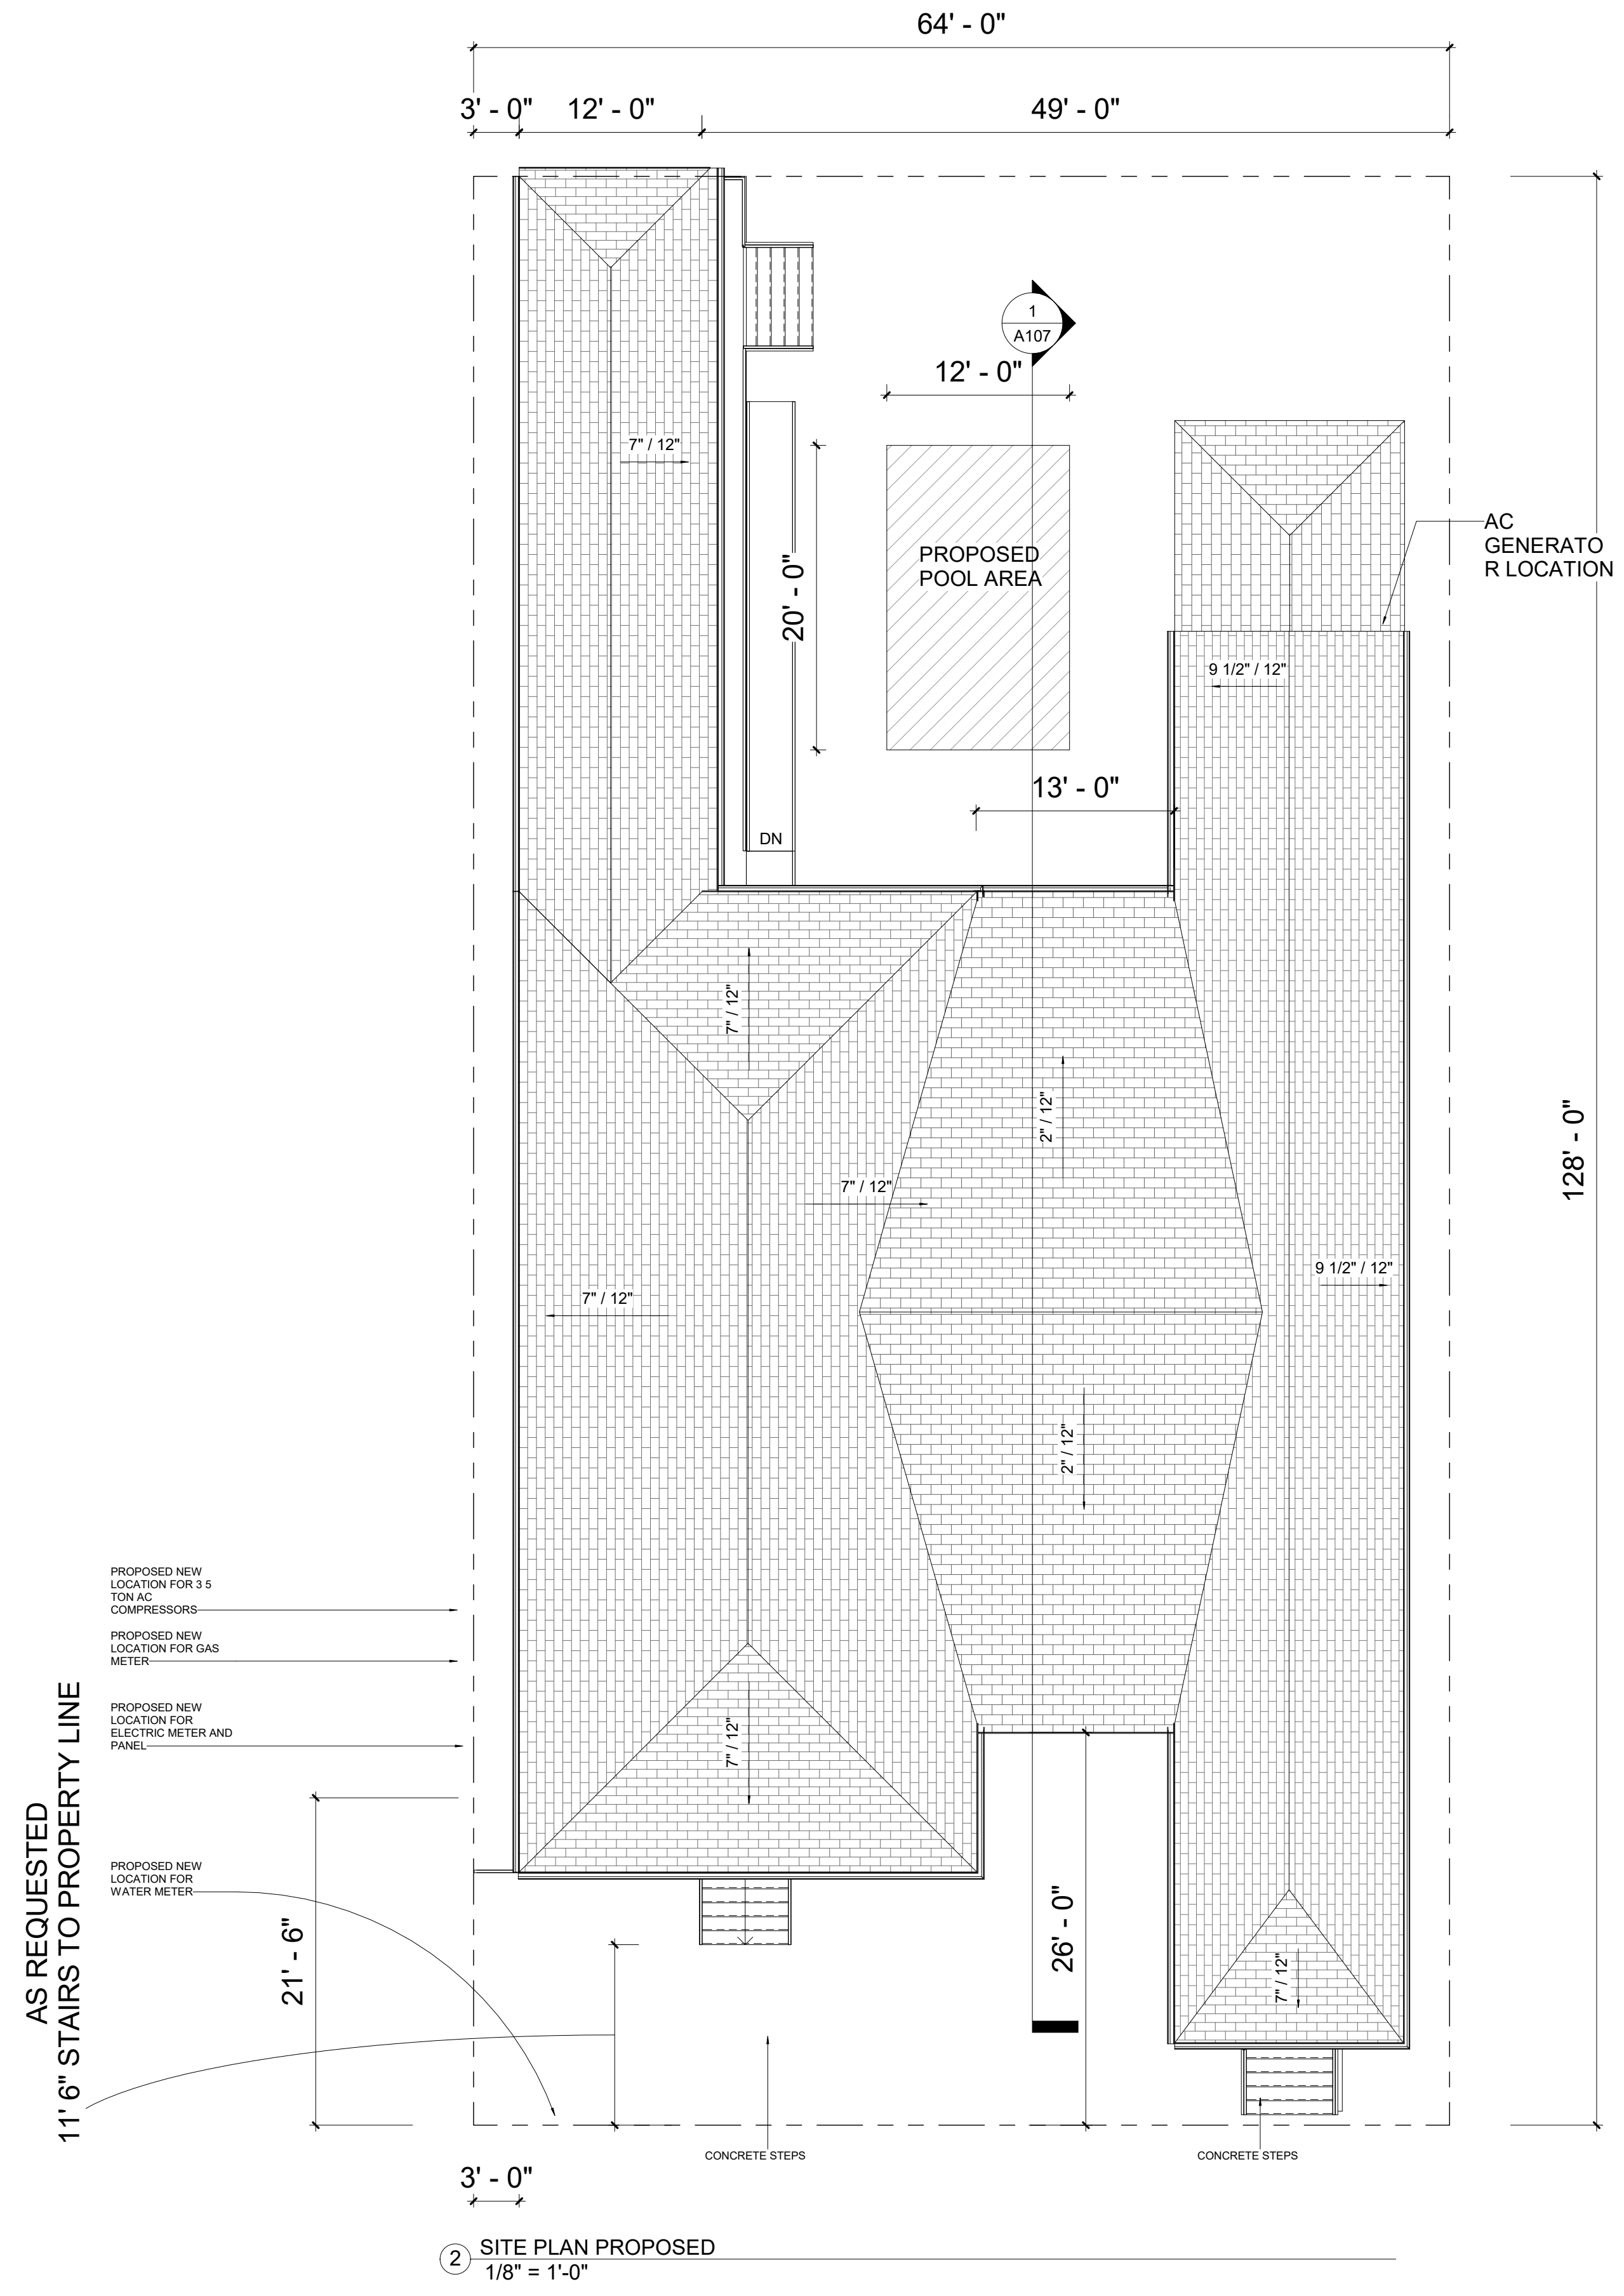 64' - 0"
3' - 0"
12' - 0"
49' - 0"
1
A107
12' - 0"
7" / 12"
AC
GENERATO
R LOCATION
PROPOSED
POOL AREA
20' - 0"
9 1/2" / 12"
13' - 0"
DN
7" / 12"
2" / 12"
128' - 0"
7" / 12"
9 1/2" / 12"
7" / 12"
2" / 12"
PROPOSED NEW
LOCATION FOR 3 5
TON AC
COMPRESSORS
PROPOSED NEW
LOCATION FOR GAS
METER
PROPOSED NEW
LOCATION FOR
ELECTRIC METER AND
PANEL
7" / 12"
AS REQUESTED
11' 6" STAIRS TO PROPERTY LINE
PROPOSED NEW
LOCATION FOR
WATER METER
21' - 6"
26' - 0"
7" / 12"
CONCRETE STEPS
CONCRETE STEPS
3' - 0"
2
SITE PLAN PROPOSED
1/8" = 1'-0"